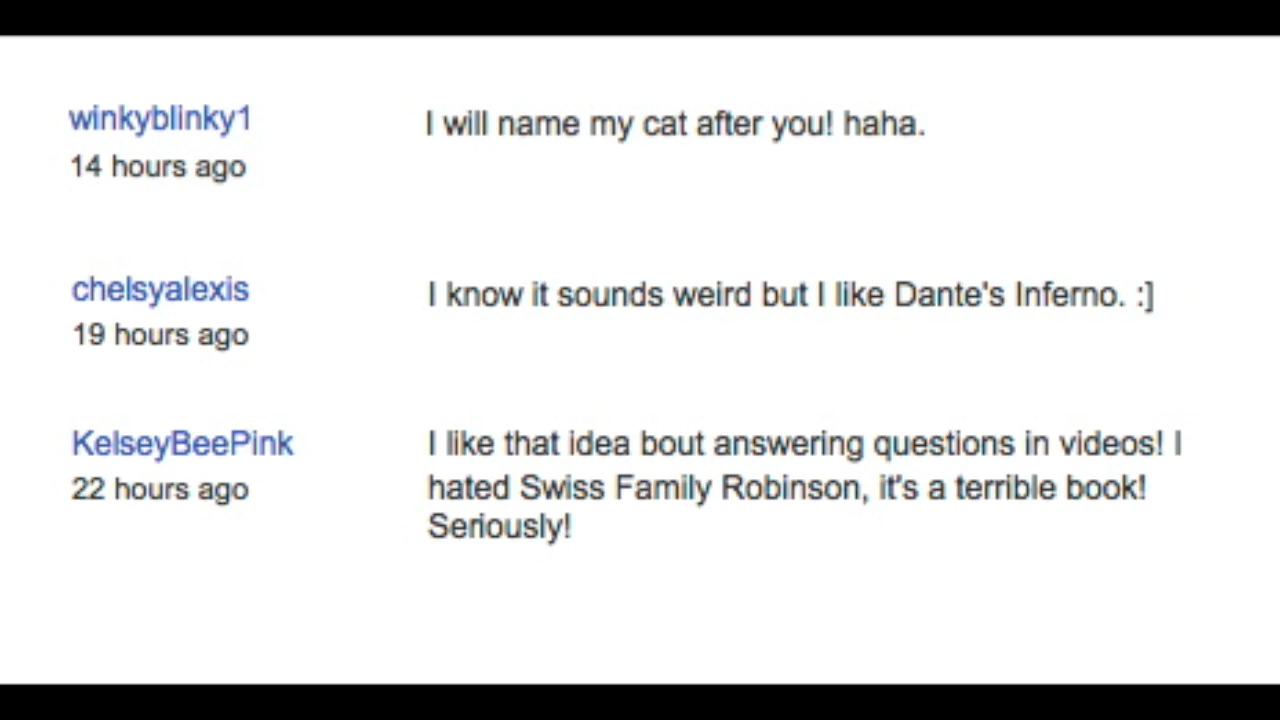 winkyblinky1
I will name my cat after you! haha.
14 hours ago
chelsyalexis
I know it sounds weird but I like Dante's Inferno. :]
19 hours ago
KelseyBeePink
I like that idea bout answering questions in videos! I
22 hours ago
hated Swiss Family Robinson, it's a terrible book!
Seriously!